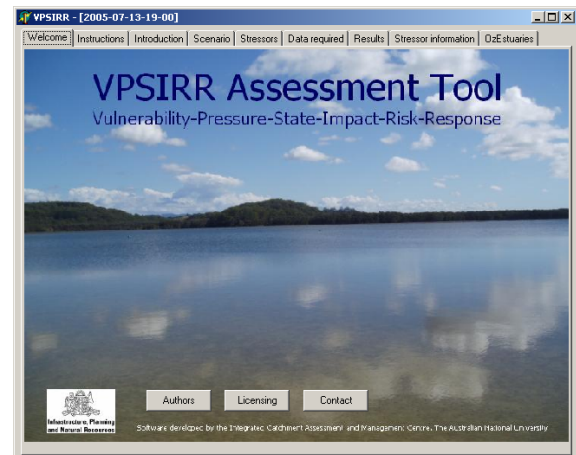 VPSIRR - [2005-07-13-19-00]
Welcome Instructions Introduction Scenario Stressors Data required Results Stressor information OzEstuaries
VPSIRR Assessment Tool
Vulnerability-Pressure-State-Impact-Risk-Response
Authors Licensing Contact
Infrastructure, Planning
and Natural Resources
Software developed by the Integrated Catchment Assessment and Management Centre, The Australian National University